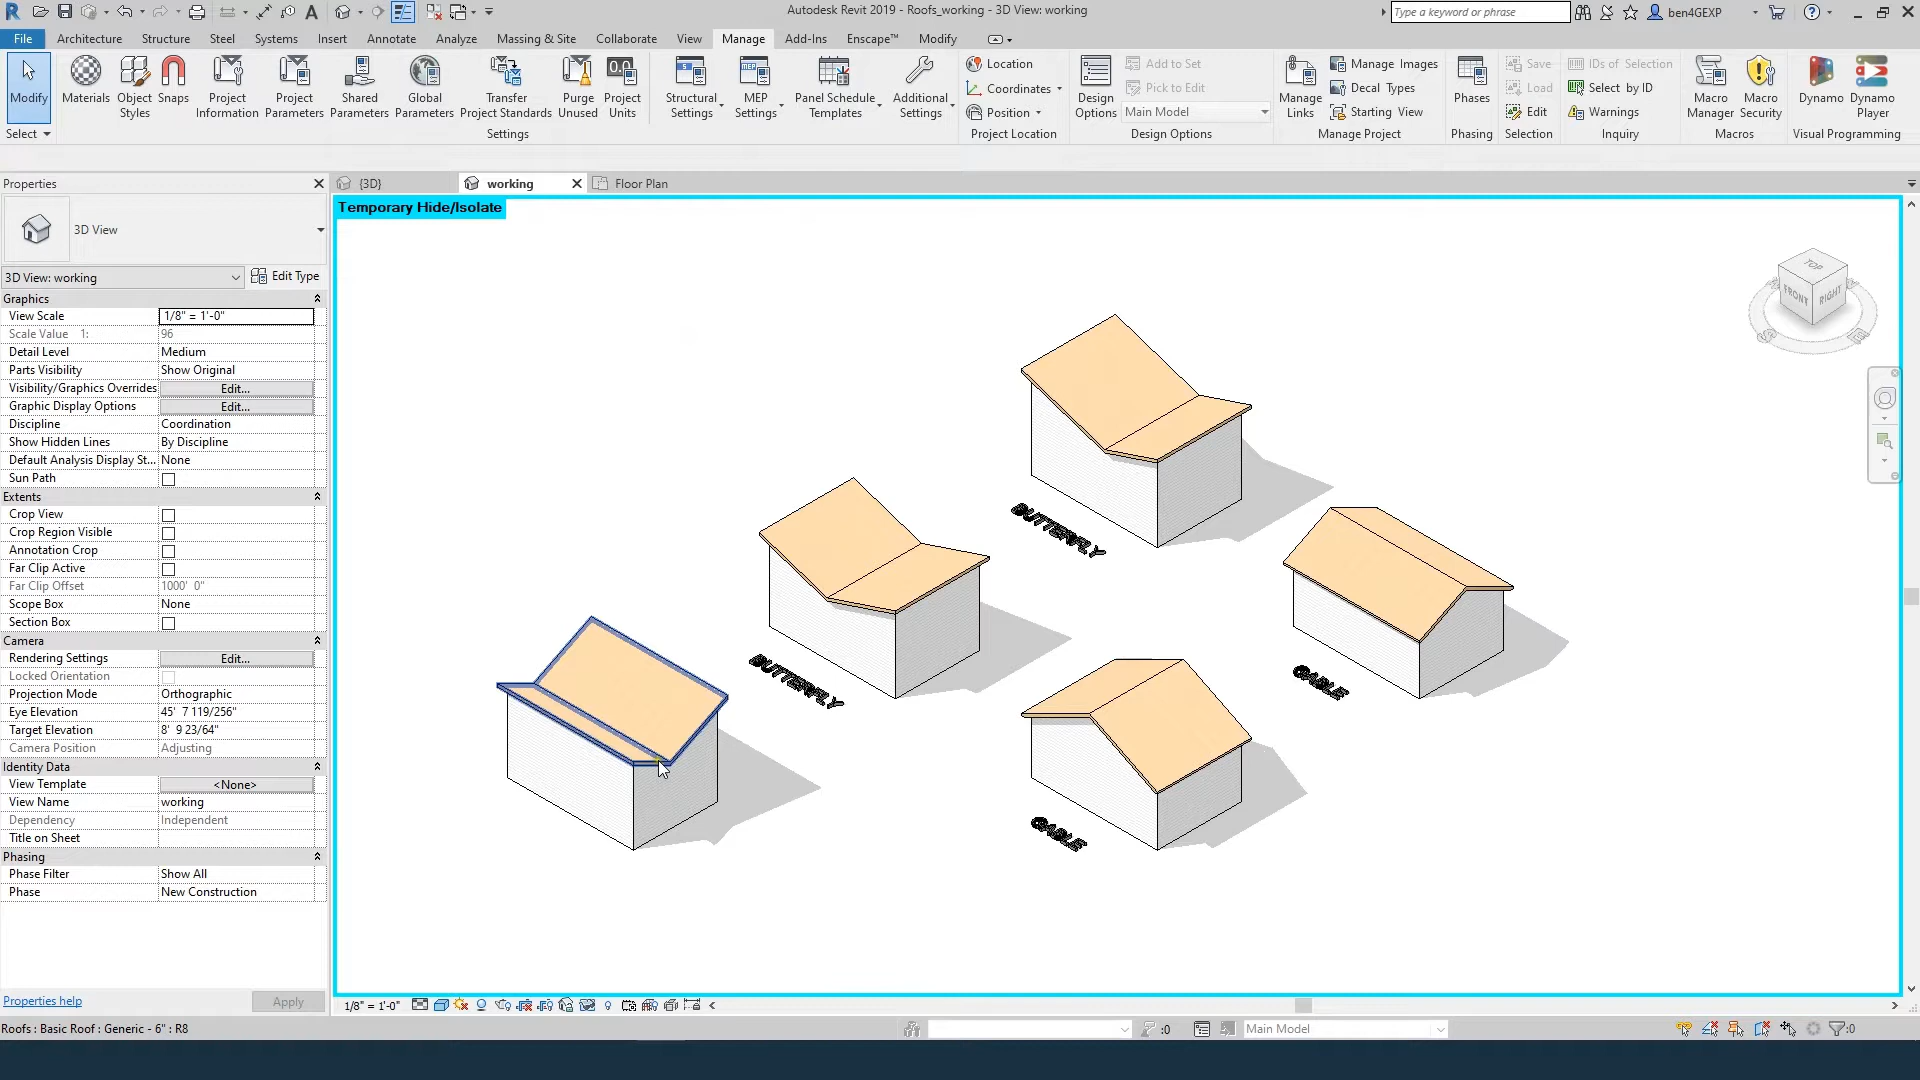 Autodesk Revit 2019 - Roofs_working - 3D View: working
Type a keyword or phrase
ben4GEXP
File Architecture Structure Steel Systems Insert Annotate Analyze Massing & Site Collaborate View Manage Add-Ins Enscape™ Modify
Modify
Materials
Object Styles
Snaps
Project Information
Project Parameters
Shared Parameters
Global Parameters
Transfer Project Standards
Purge Unused
Project Units
Structural Settings
MEP Settings
Panel Schedule Templates
Additional Settings
Location
Coordinates
Position
Design Options
Add to Set
Pick to Edit
Main Model
Manage Links
Manage Images
Decal Types
Starting View
Phases
Save
Load
Edit
IDs of Selection
Select by ID
Warnings
Macro Manager
Macro Security
Dynamo
Dynamo Player
Select
Settings
Project Location
Design Options
Manage Project
Phasing
Selection
Inquiry
Macros
Visual Programming
Properties
{3D}
working
Floor Plan
3D View
3D View: working
Edit Type
Graphics
View Scale 1/8" = 1'-0"
Scale Value 1: 96
Detail Level Medium
Parts Visibility Show Original
Visibility/Graphics Overrides Edit...
Graphic Display Options Edit...
Discipline Coordination
Show Hidden Lines By Discipline
Default Analysis Display St... None
Sun Path
Extents
Crop View
Crop Region Visible
Annotation Crop
Far Clip Active
Far Clip Offset 1000' 0"
Scope Box None
Section Box
Camera
Rendering Settings Edit...
Locked Orientation
Projection Mode Orthographic
Eye Elevation 45' 7 119/256"
Target Elevation 8' 9 23/64"
Camera Position Adjusting
Identity Data
View Template <None>
View Name working
Dependency Independent
Title on Sheet
Phasing
Phase Filter Show All
Phase New Construction
Properties help
Apply
Temporary Hide/Isolate
TOP
FRONT
RIGHT
S
E
BUTTERFLY
BUTTERFLY
GABLE
GABLE
1/8" = 1'-0"
Roofs : Basic Roof : Generic - 6" : R8
:0
Main Model
:0